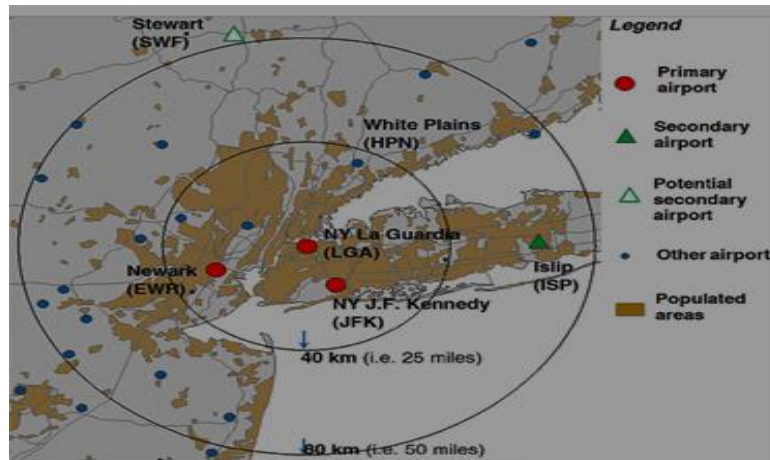 Stewart
(SWF)
White Plains
(HPN)
NY La Guardia
(LGA)
Newark
(EWR)
Islip
(ISP)
NY J.F. Kennedy
(JFK)
40 km (i.e. 25 miles)
80 km (i.e. 50 miles)
Legend
Primary
airport
Secondary
airport
Potential
secondary
airport
Other airport
Populated
areas